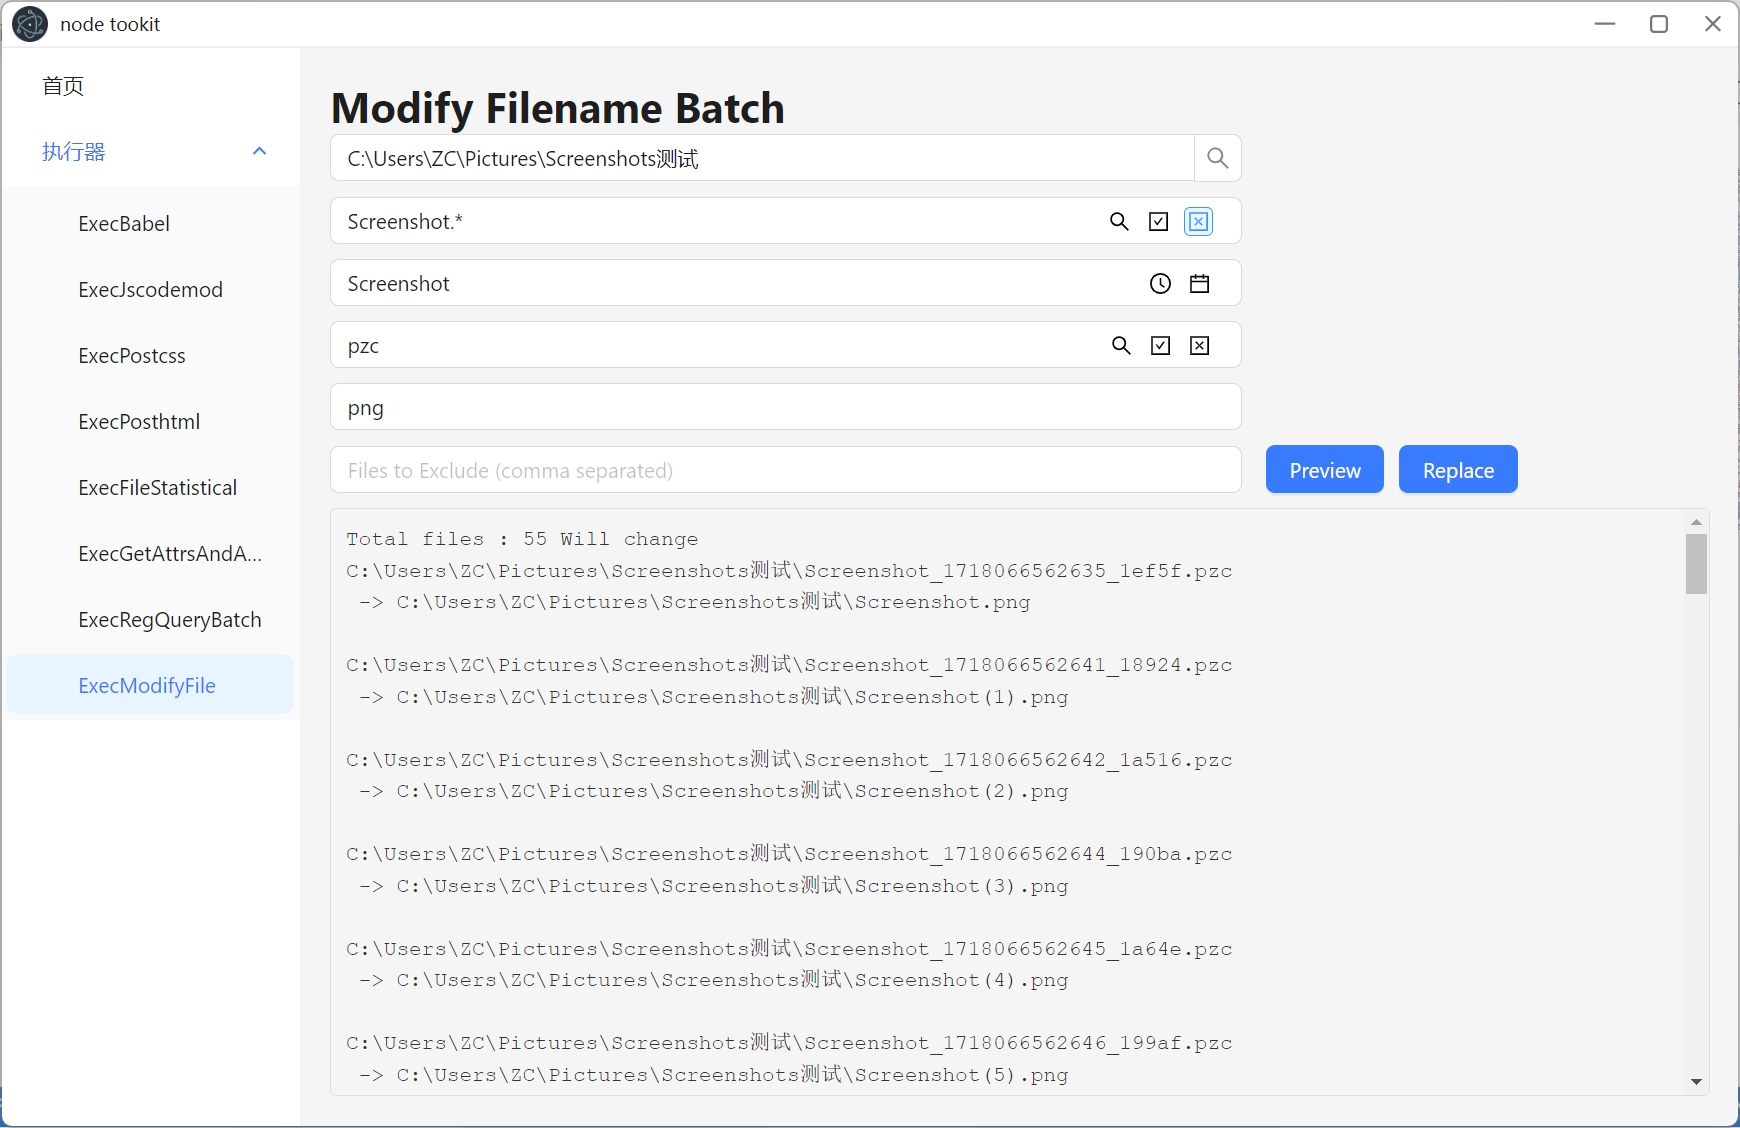 node tookit
首页
执行器
ExecBabel
ExecJscodemod
ExecPostcss
ExecPosthtml
ExecFileStatistical
ExecGetAttrsAndA...
ExecRegQueryBatch
ExecModifyFile
Modify Filename Batch
C:\Users\ZC\Pictures\Screenshots测试
Screenshot.*
Screenshot
pzc
png
Files to Exclude (comma separated)
Preview
Replace
Total files : 55 Will change
C:\Users\ZC\Pictures\Screenshots测试\Screenshot_1718066562635_1ef5f.pzc
-> C:\Users\ZC\Pictures\Screenshots测试\Screenshot.png
C:\Users\ZC\Pictures\Screenshots测试\Screenshot_1718066562641_18924.pzc
-> C:\Users\ZC\Pictures\Screenshots测试\Screenshot(1).png
C:\Users\ZC\Pictures\Screenshots测试\Screenshot_1718066562642_1a516.pzc
-> C:\Users\ZC\Pictures\Screenshots测试\Screenshot(2).png
C:\Users\ZC\Pictures\Screenshots测试\Screenshot_1718066562644_190ba.pzc
-> C:\Users\ZC\Pictures\Screenshots测试\Screenshot(3).png
C:\Users\ZC\Pictures\Screenshots测试\Screenshot_1718066562645_1a64e.pzc
-> C:\Users\ZC\Pictures\Screenshots测试\Screenshot(4).png
C:\Users\ZC\Pictures\Screenshots测试\Screenshot_1718066562646_199af.pzc
-> C:\Users\ZC\Pictures\Screenshots测试\Screenshot(5).png